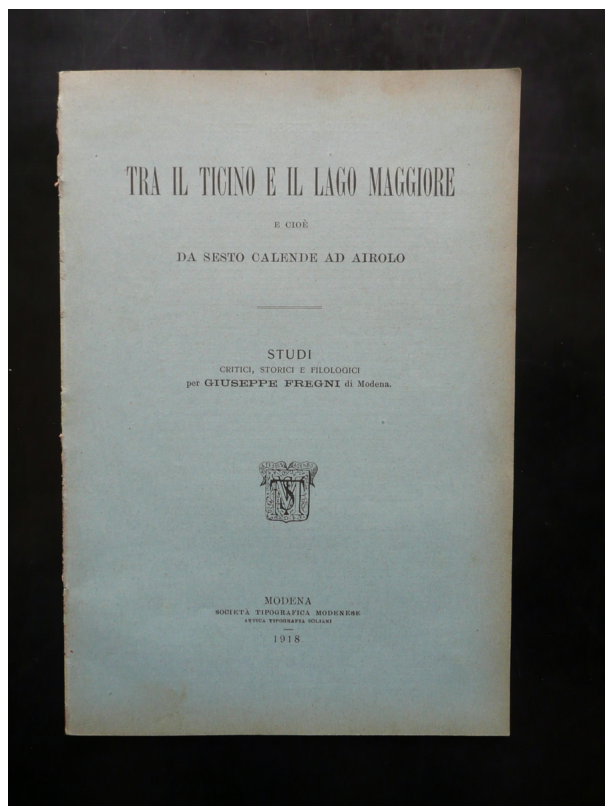 TRA IL TICINO E IL LAGO MAGGIORE
E CIOÈ
DA SESTO CALENDE AD AIROLO
STUDI
CRITICI, STORICI E FILOLOGICI
per GIUSEPPE FREGNI di Modena.
MODENA
SOCIETÀ TIPOGRAFICA MODENESE
ANTICA TIPOGRAFIA SOLIANI
1918